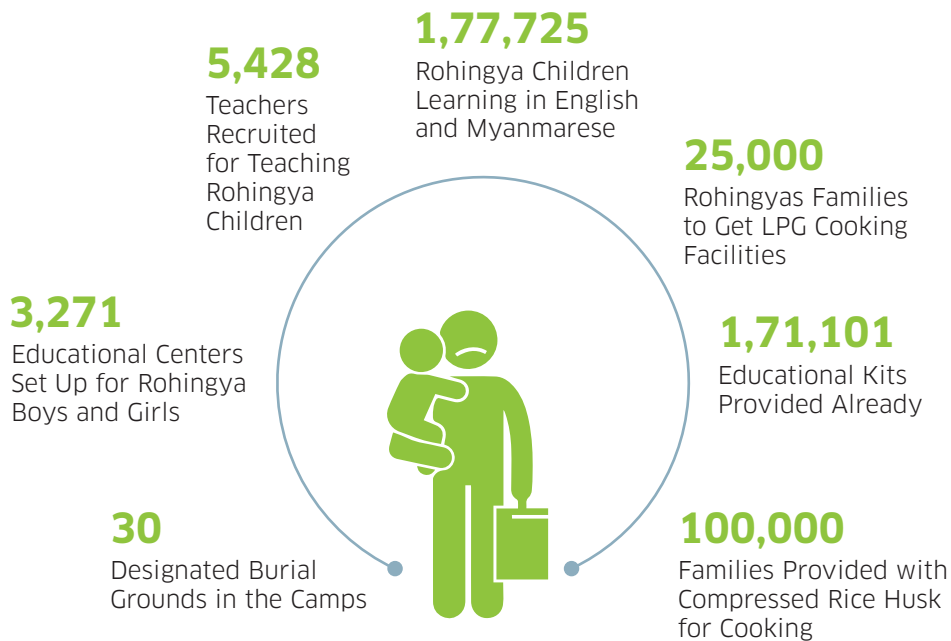 1,77,725
Rohingya Children
Learning in English
and Myanmarese
5,428
Teachers
Recruited
for Teaching
Rohingya
Children
25,000
Rohingyas Families
to Get LPG Cooking
Facilities
3,271
Educational Centers
Set Up for Rohingya
Boys and Girls
1,71,101
Educational Kits
Provided Already
30
Designated Burial
Grounds in the Camps
100,000
Families Provided with
Compressed Rice Husk
for Cooking